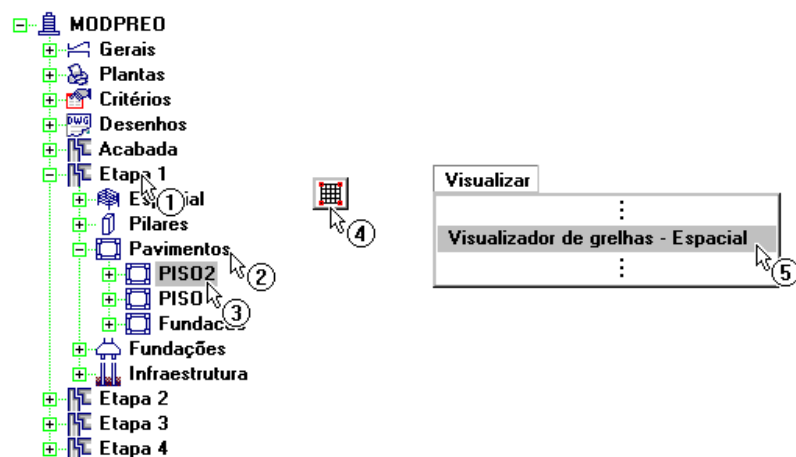 MODPREO
Gerais
Plantas
Critérios
DWG Desenhos
Acabada
Etapa 1
1
Pilares
Pavimentos
2
PISO2
PISO
3
Fundações
Infraestrutura
Etapa 2
Etapa 3
Etapa 4
4
Visualizar
Visualizador de grelhas - Espacial
5